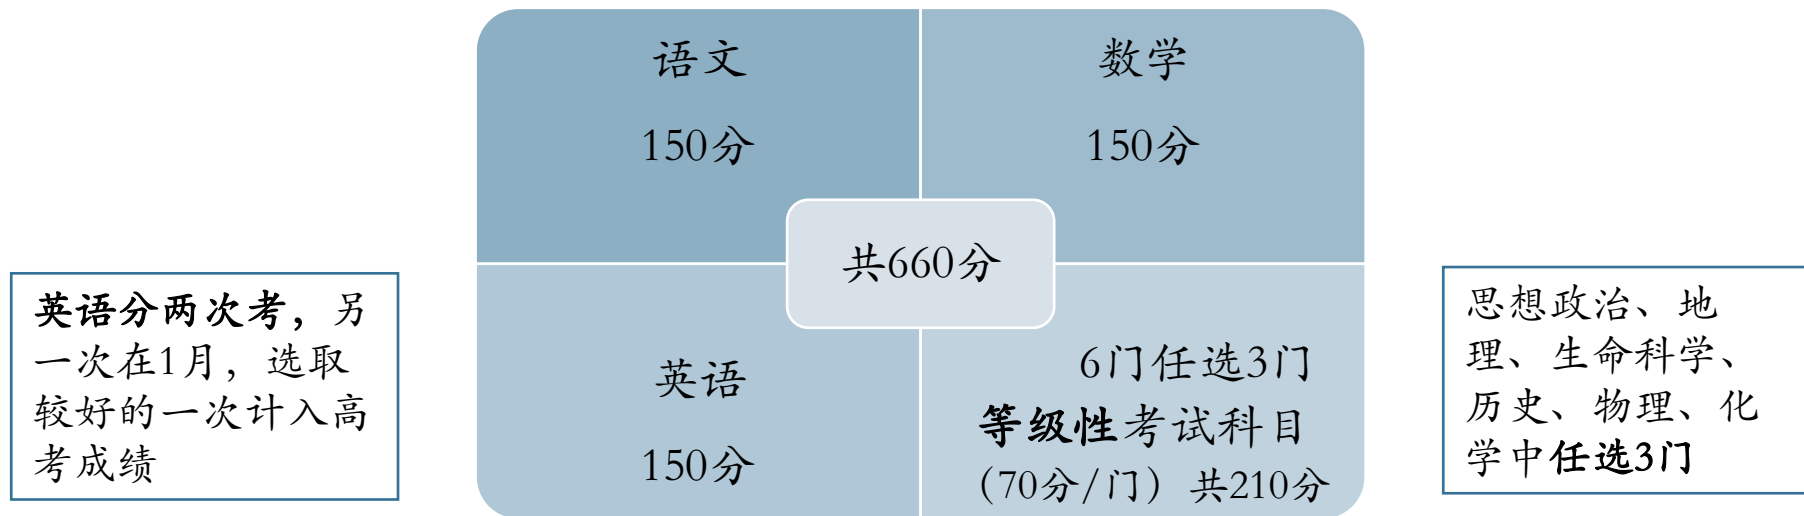 语文
150分
数学
150分
共660分
英语分两次考，另
一次在1月，选取
较好的一次计入高
考成绩
英语
150分
6门任选3门
等级性考试科目
（70分/门）共210分
思想政治、地
理、生命科学、
历史、物理、化
学中任选3门